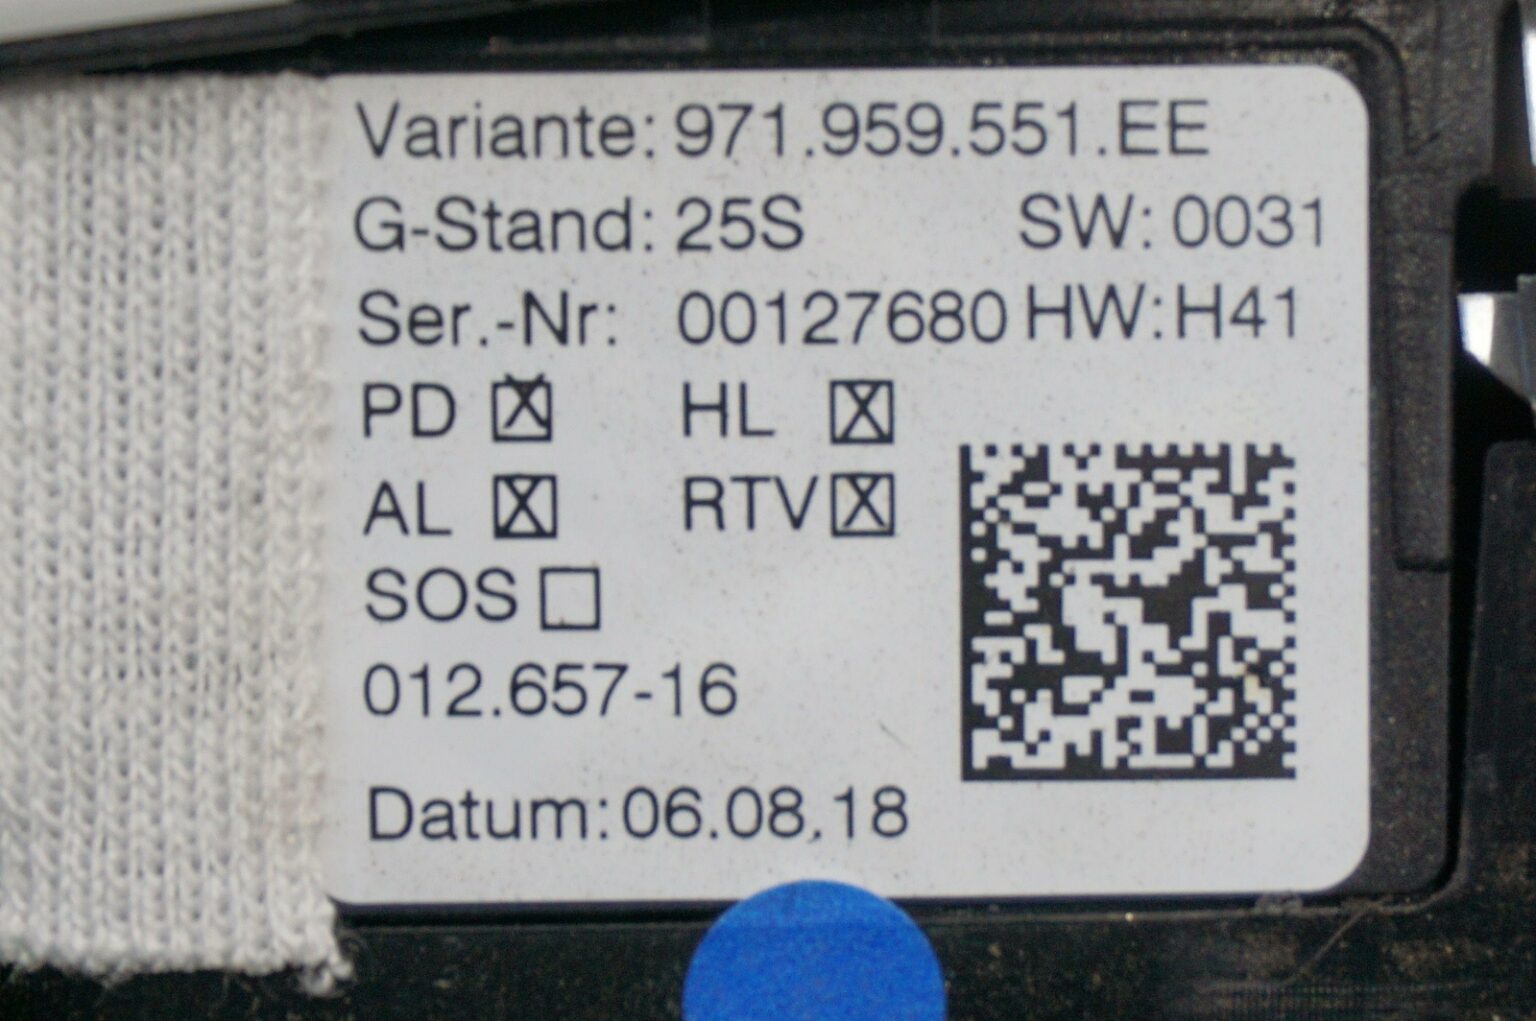 Variante: 971.959.551.EE
G-Stand: 25S SW: 0031
Ser.-Nr: 00127680 HW: H41
PD ☒ HL ☒
AL ☒ RTV ☒
SOS ☐
012.657-16
Datum: 06.08.18